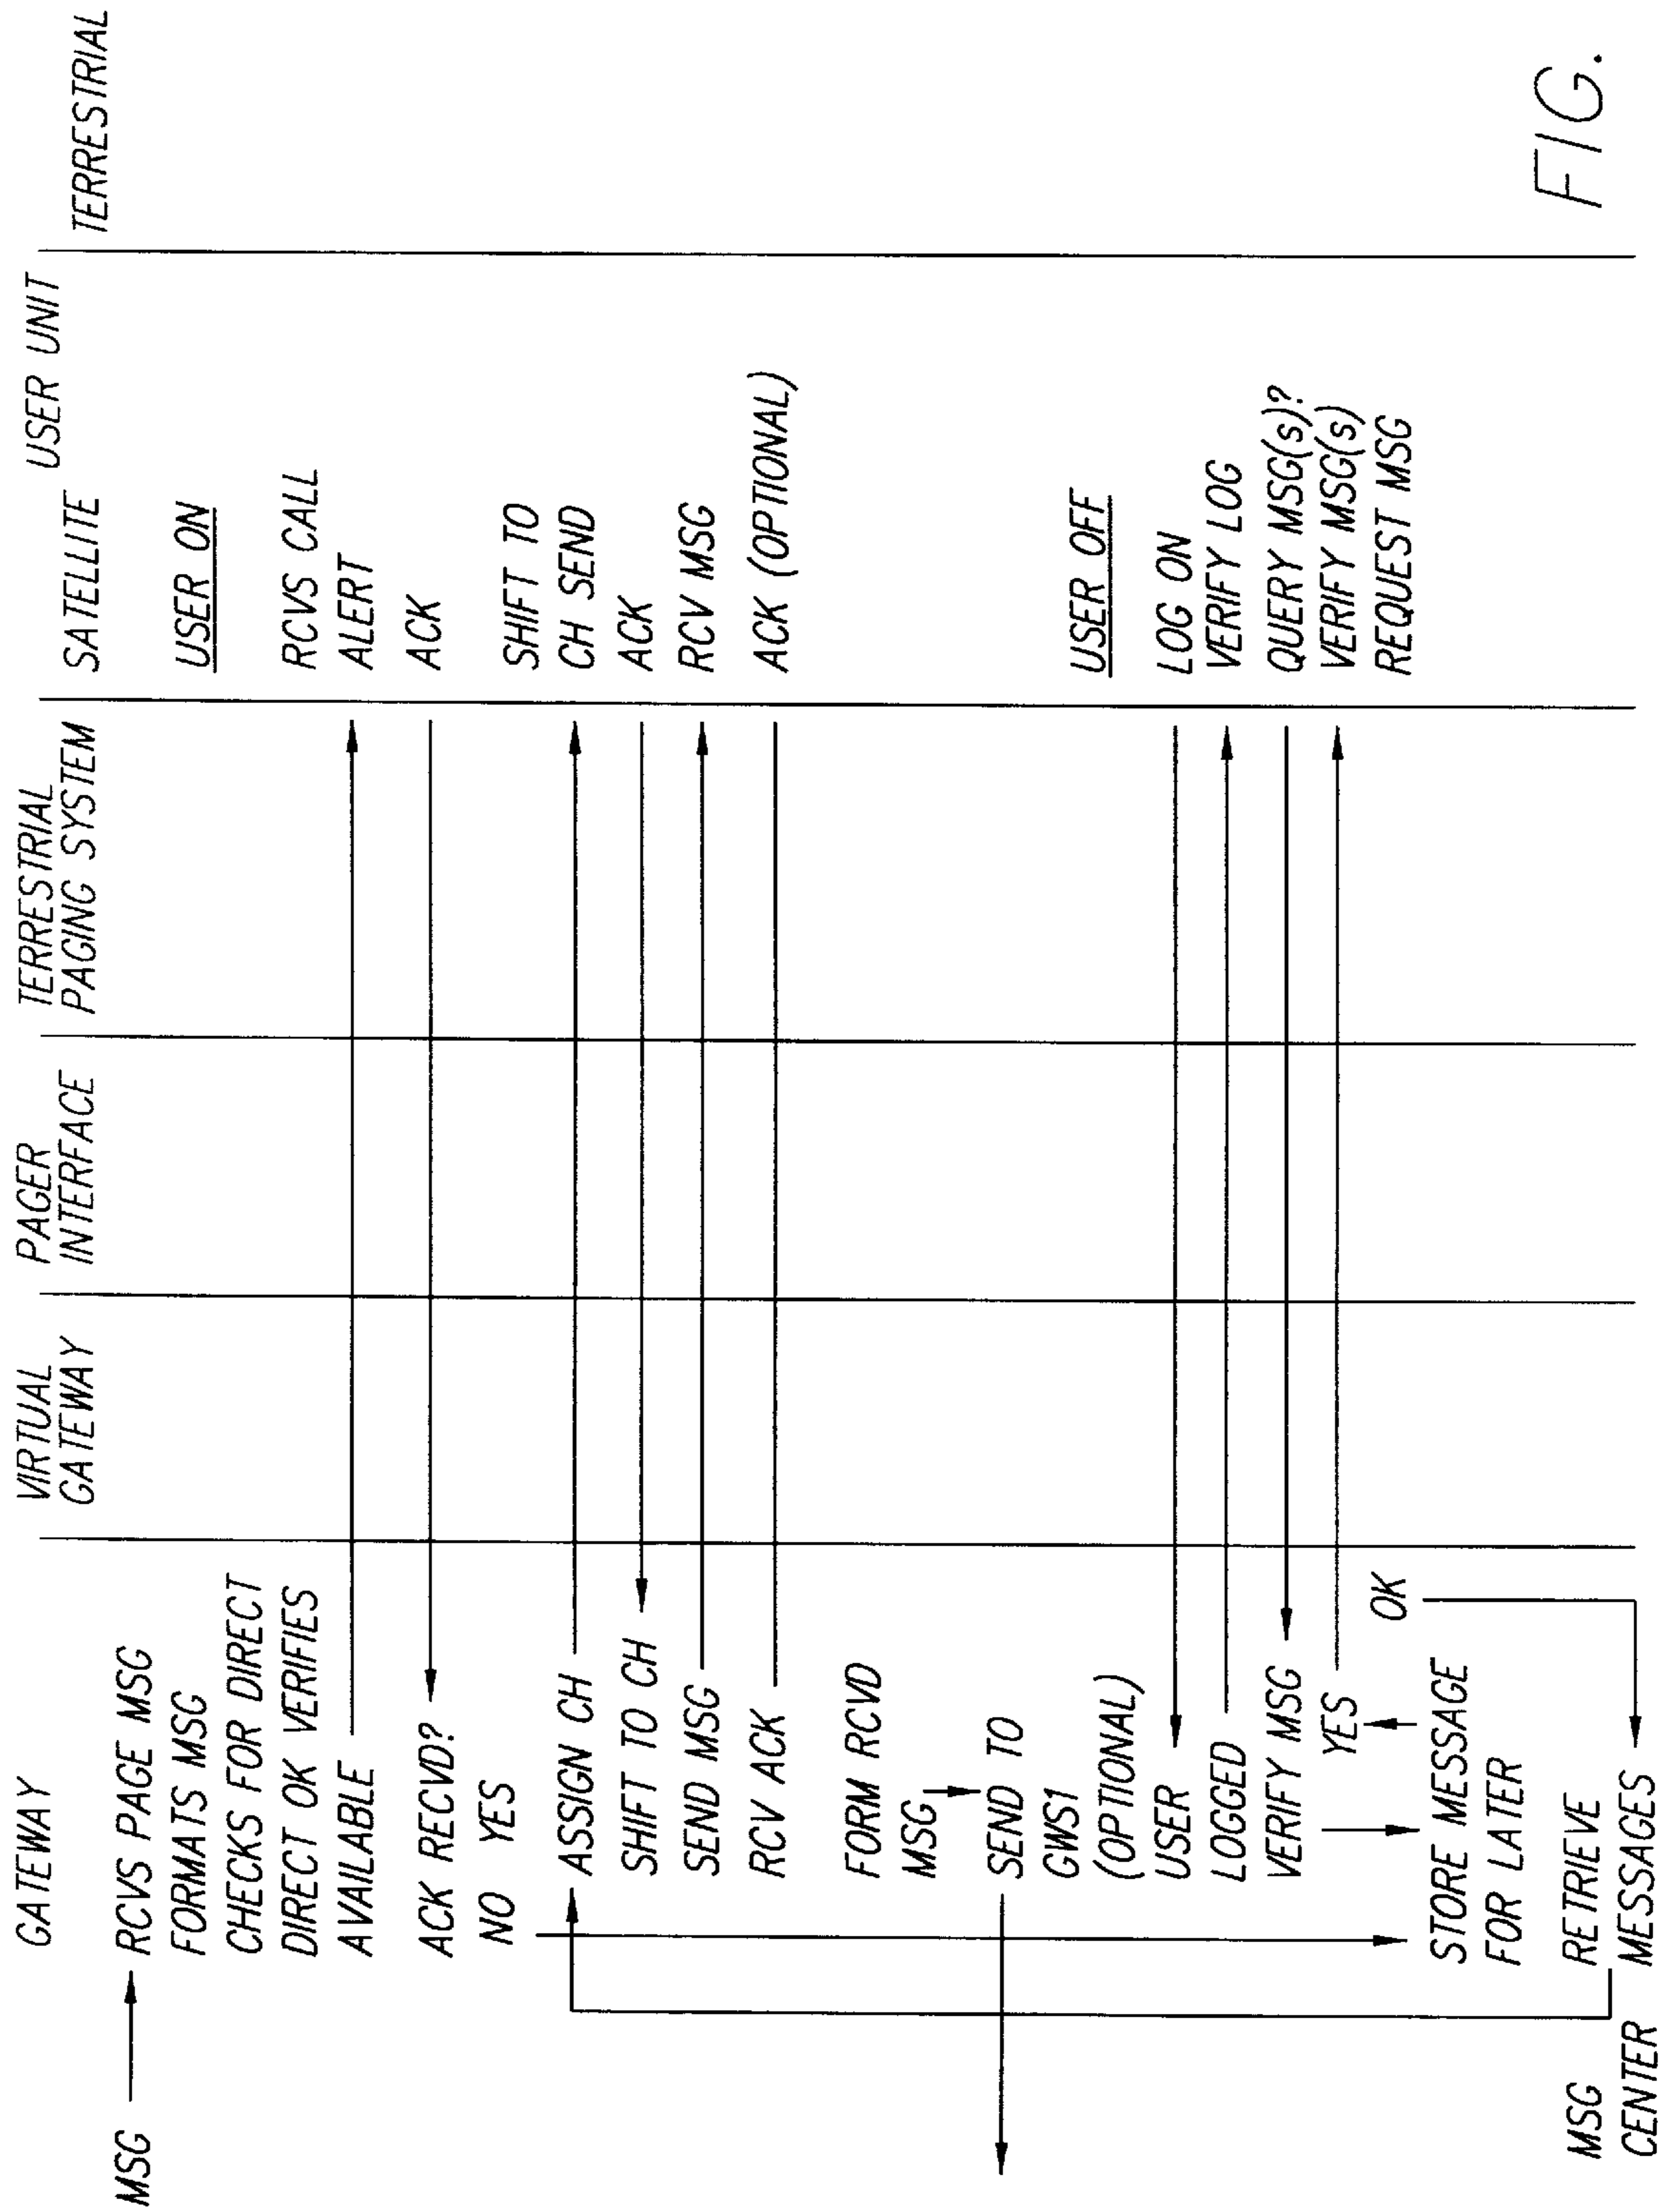 GATEWAY
VIRTUAL
GATEWAY
PAGER
INTERFACE
TERRESTRIAL
PAGING SYSTEM
USER UNIT
SATELLITE
TERRESTRIAL
MSG
RCVS PAGE MSG
FORMATS MSG
CHECKS FOR DIRECT
DIRECT OK VERIFIES
AVAILABLE
ACK RECVD?
NO YES
ASSIGN CH
SHIFT TO CH
SEND MSG
RCV ACK
FORM RCVD
MSG
SEND TO
GWS1
(OPTIONAL)
USER
LOGGED
VERIFY MSG
YES
OK
STORE MESSAGE
FOR LATER
RETRIEVE
MESSAGES
MSG
CENTER
USER ON
RCVS CALL
ALERT
ACK
SHIFT TO
CH SEND
ACK
RCV MSG
ACK (OPTIONAL)
USER OFF
LOG ON
VERIFY LOG
QUERY MSG(s)?
VERIFY MSG(s)
REQUEST MSG
FIG.